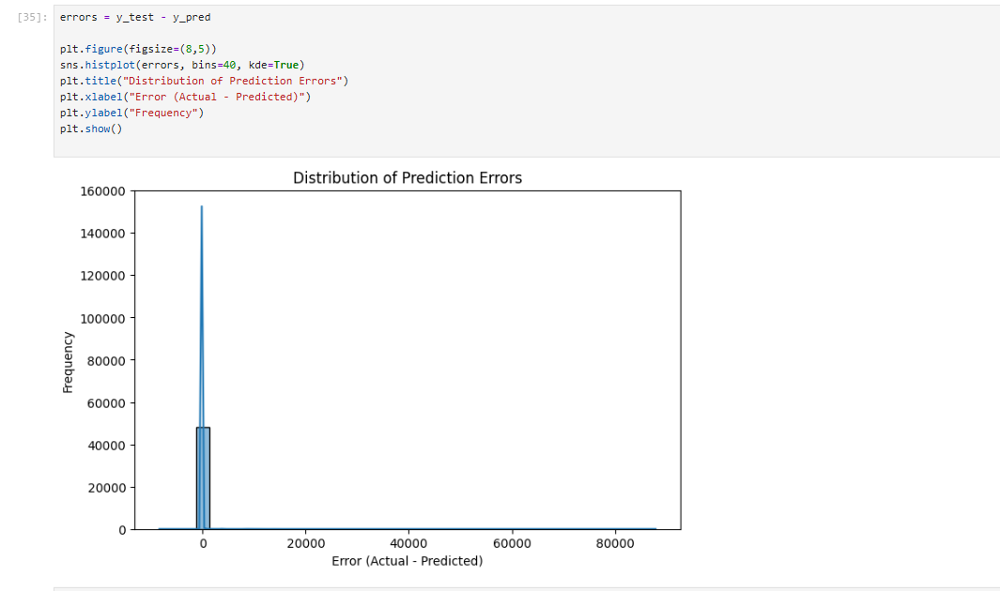 [35]: errors = y_test - y_pred
plt.figure(figsize=(8,5))
sns.histplot(errors, bins=40, kde=True)
plt.title("Distribution of Prediction Errors")
plt.xlabel("Error (Actual - Predicted)")
plt.ylabel("Frequency")
plt.show()
Distribution of Prediction Errors
160000
140000
120000
100000
80000
60000
40000
20000
0
Frequency
0 20000 40000 60000 80000
Error (Actual - Predicted)